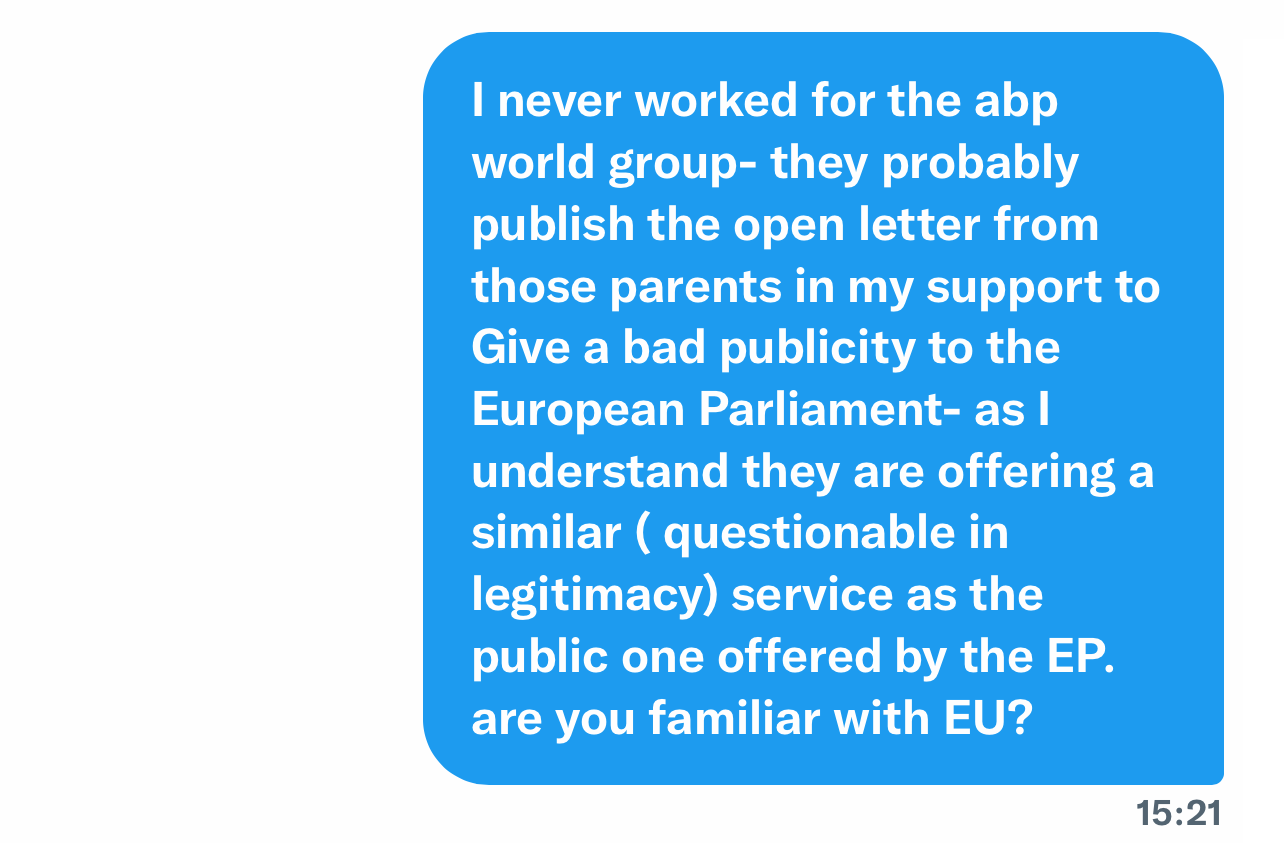 I never worked for the abp
world group- they probably
publish the open letter from
those parents in my support to
Give a bad publicity to the
European Parliament- as I
understand they are offering a
similar ( questionable in
legitimacy) service as the
public one offered by the EP.
are you familiar with EU?
15:21